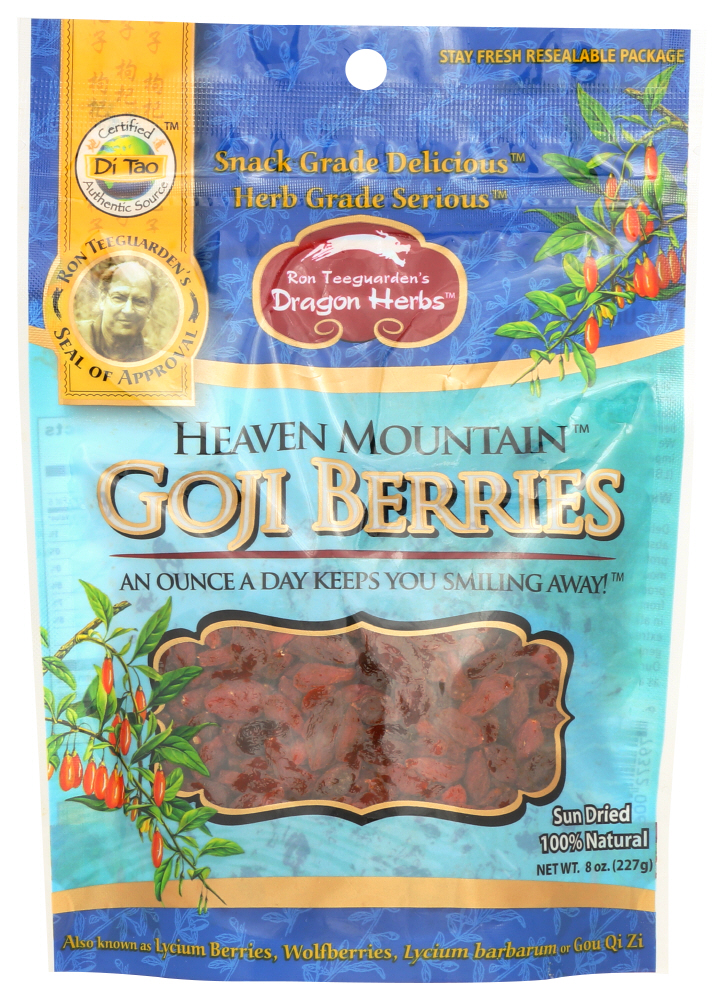 STAY FRESH RESEALABLE PACKAGE
枸杞子
Certified
Di Tao
TM
Authentic Source
Snack Grade Delicious™
Herb Grade Serious™
RON TEEGUARDEN'S
SEAL OF APPROVAL
Ron Teeguarden's
Dragon Herbs™
HEAVEN MOUNTAIN™
GOJI BERRIES
AN OUNCE A DAY KEEPS YOU SMILING AWAY!™
Sun Dried
100% Natural
NET WT. 8 oz. (227g)
Also known as Lycium Berries, Wolfberries, Lycium barbarum or Gou Qi Zi